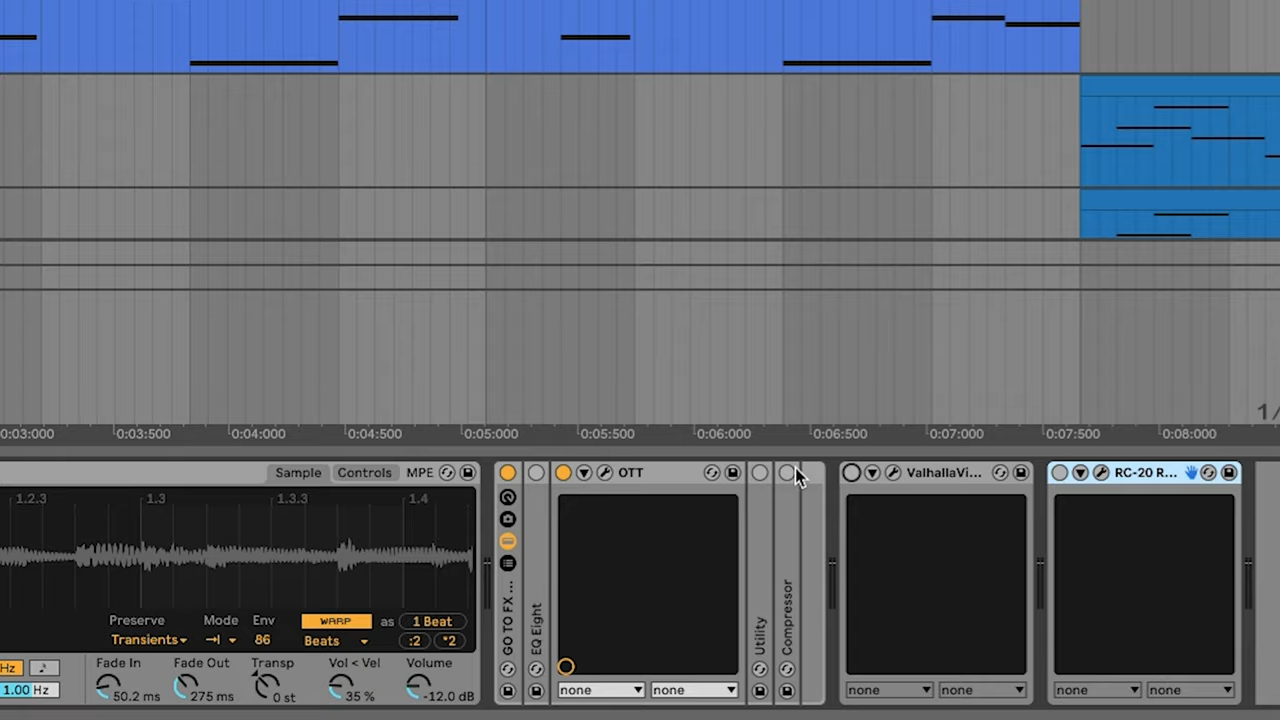 1/
0:03:000 0:03:500 0:04:000 0:04:500 0:05:000 0:05:500 0:06:000 0:06:500 0:07:000 0:07:500 0:08:000
Sample Controls MPE
OTT
ValhallaVi...
RC-20 R...
1.2.3 1.3 1.3.3 1.4
GO TO FX ...
EQ Eight
Utility
Compressor
Preserve Mode Env WARP as 1 Beat
Transients 86 Beats :2 *2
Hz Fade In Fade Out Transp Vol < Vel Volume
1.00 Hz 50.2 ms 275 ms 0 st 35 % -12.0 dB
none none none none none none